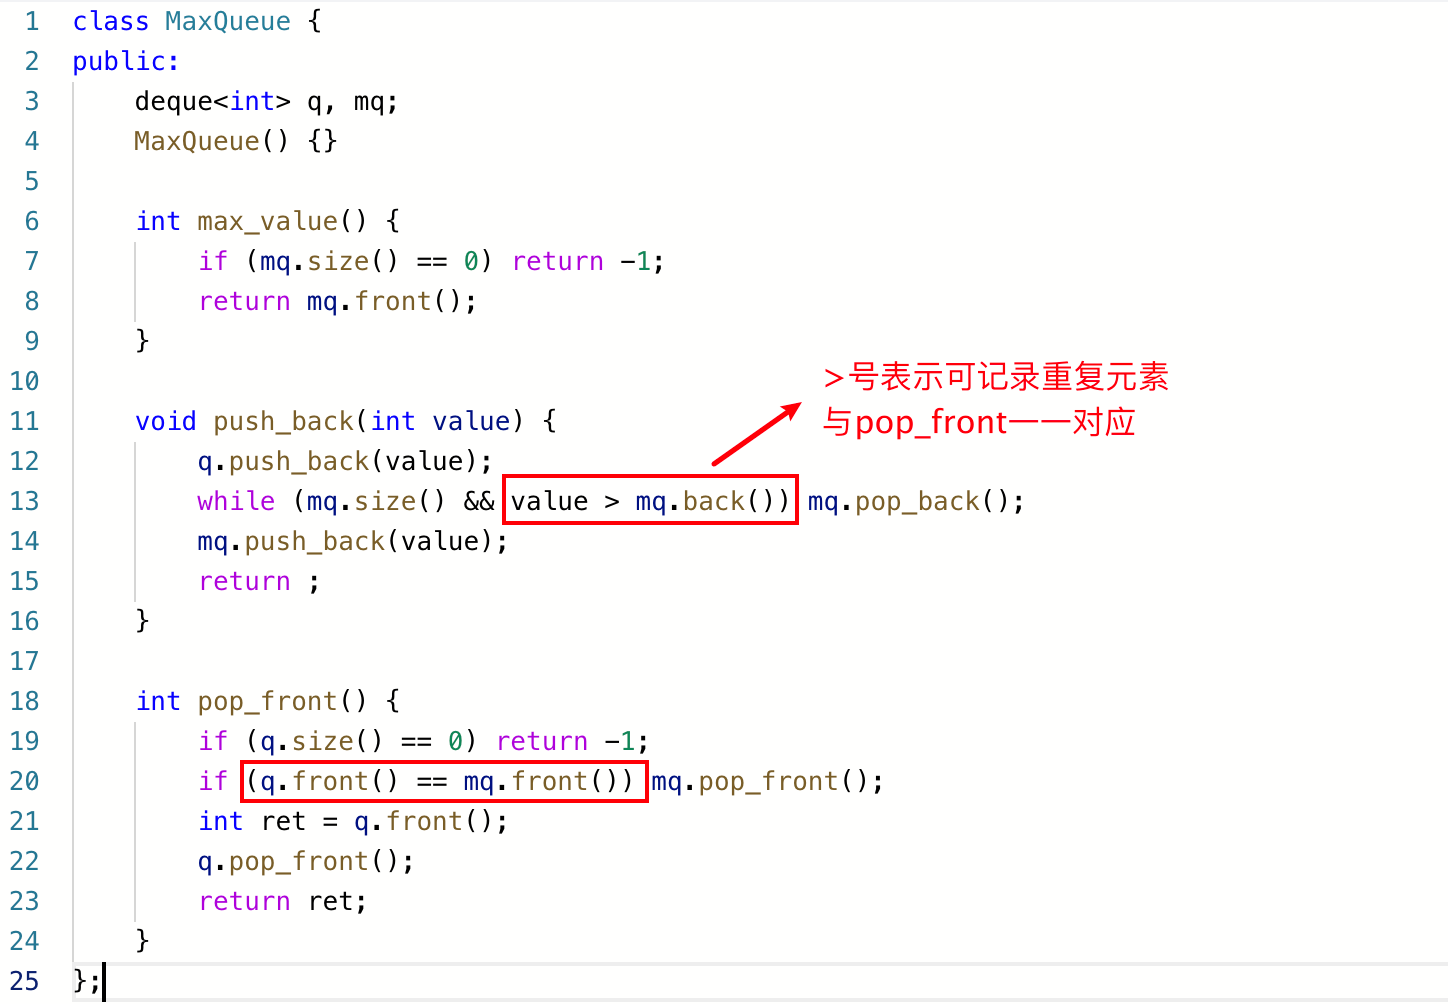 1 class MaxQueue {
2 public:
3     deque<int> q, mq;
4     MaxQueue() {}
5
6     int max_value() {
7         if (mq.size() == 0) return -1;
8         return mq.front();
9     }
10
>号表示可记录重复元素
与pop_front一一对应
11     void push_back(int value) {
12         q.push_back(value);
13         while (mq.size() && value > mq.back()) mq.pop_back();
14         mq.push_back(value);
15         return ;
16     }
17
18     int pop_front() {
19         if (q.size() == 0) return -1;
20         if (q.front() == mq.front()) mq.pop_front();
21         int ret = q.front();
22         q.pop_front();
23         return ret;
24     }
25 };